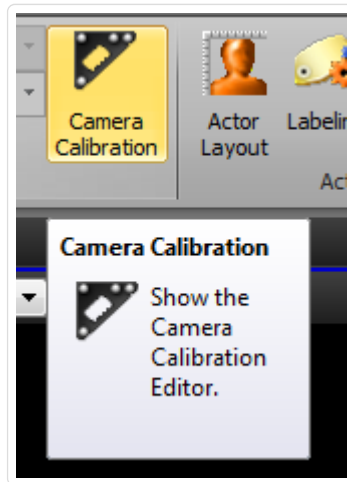 Camera
Calibration
Actor
Layout
Camera Calibration
Show the
Camera
Calibration
Editor.